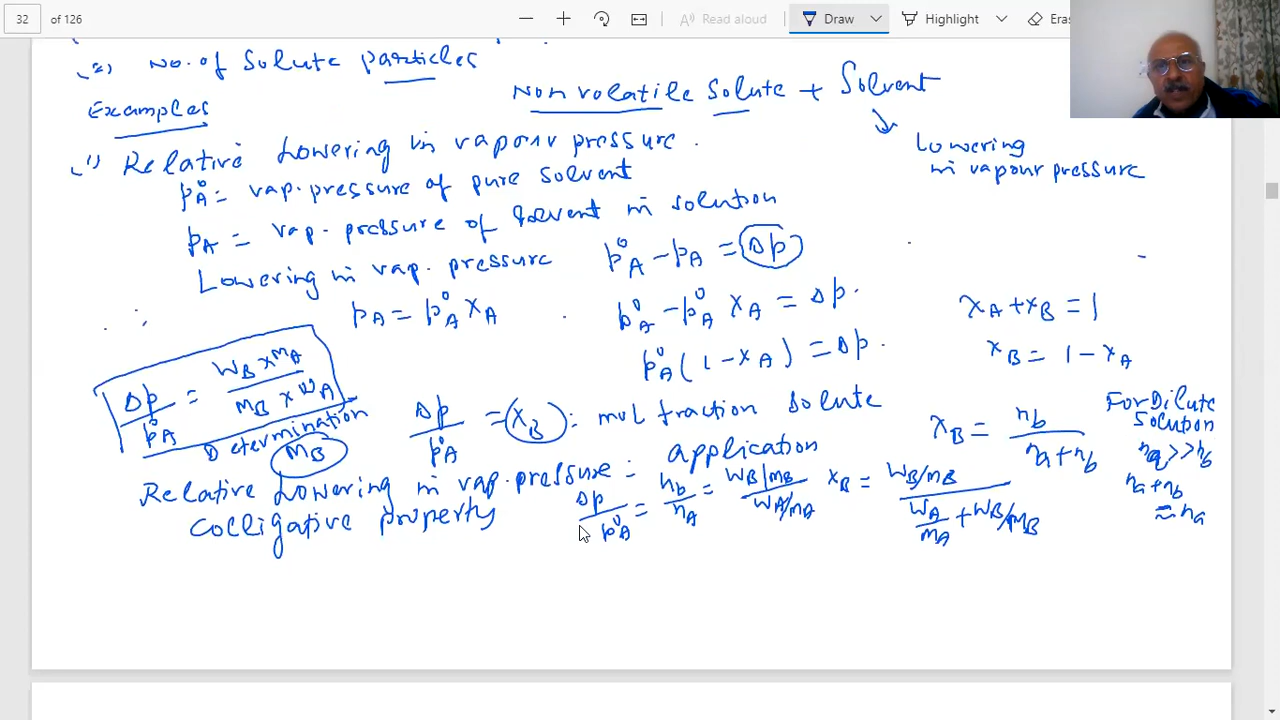 32 of 126 Read aloud Draw Highlight Eras
(2) No. of Solute particles
Examples
Non volatile Solute + Solvent
Lowering
in vapour pressure
(1) Relative Lowering in vapour pressure.
p°A = vap. pressure of pure solvent
pA = vap. pressure of solvent in solution
Lowering in vap. pressure p°A - pA = Δp
pA = p°A xA
p°A - p°A xA = Δp.
p°A (1 - xA) = Δp.
xA + xB = 1
xB = 1 - xA
Δp/p°A = WB x MA / MB x WA
Determination
MB
Δp/p°A = xB : mol fraction solute
xB = nb / na + nb
For Dilute
Solution
na >> nb
na + nb
≈ na
Relative Lowering in vap. pressure = application
colligative property
Δp/p°A = nb/nA = WB/MB / WA/MA
xB = WB/MB / WA/MA + WB/MB